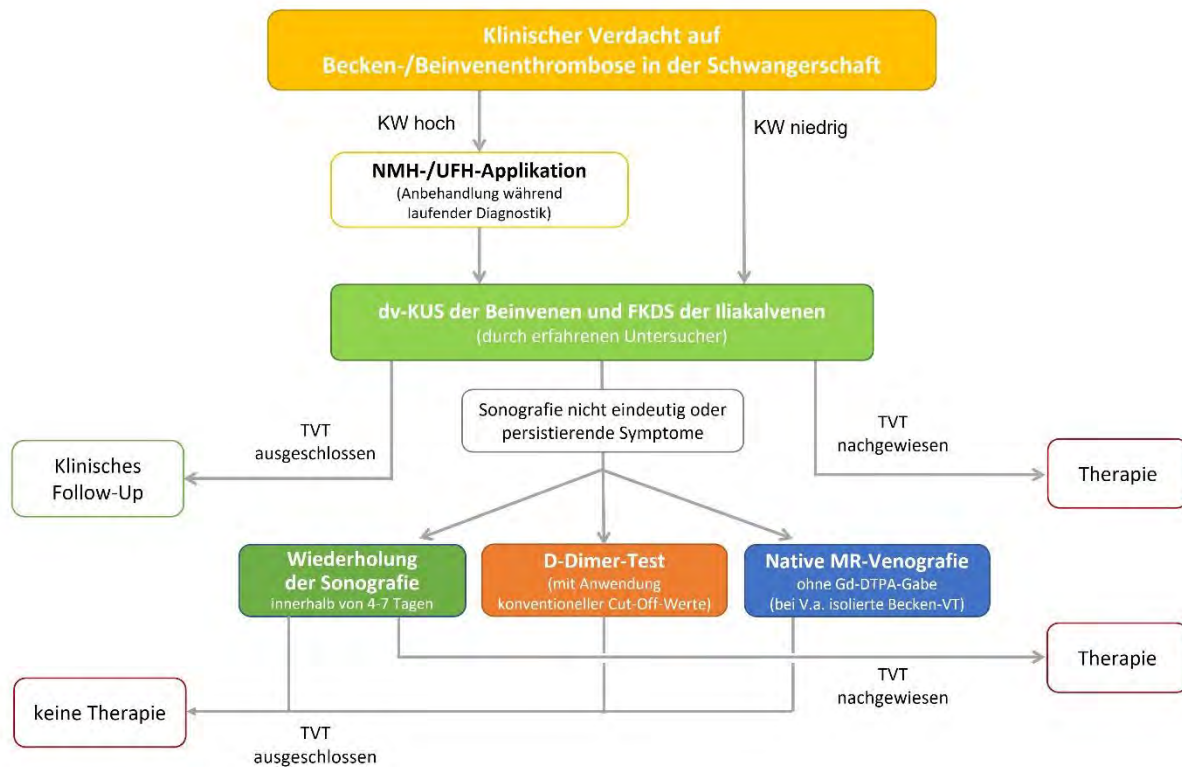 Klinischer Verdacht auf
Becken-/Beinvenenthrombose in der Schwangerschaft
KW hoch
KW niedrig
NMH-/UFH-Applikation
(Anbehandlung während
laufender Diagnostik)
dv-KUS der Beinvenen und FKDS der Iliakalvenen
(durch erfahrenen Untersucher)
Sonografie nicht eindeutig oder
persistierende Symptome
TVT
ausgeschlossen
TVT
nachgewiesen
Klinisches
Follow-Up
Therapie
Wiederholung
der Sonografie
innerhalb von 4-7 Tagen
D-Dimer-Test
(mit Anwendung
konventioneller Cut-Off-Werte)
Native MR-Venografie
ohne Gd-DTPA-Gabe
(bei V.a. isolierte Becken-VT)
Therapie
TVT
nachgewiesen
keine Therapie
TVT
ausgeschlossen